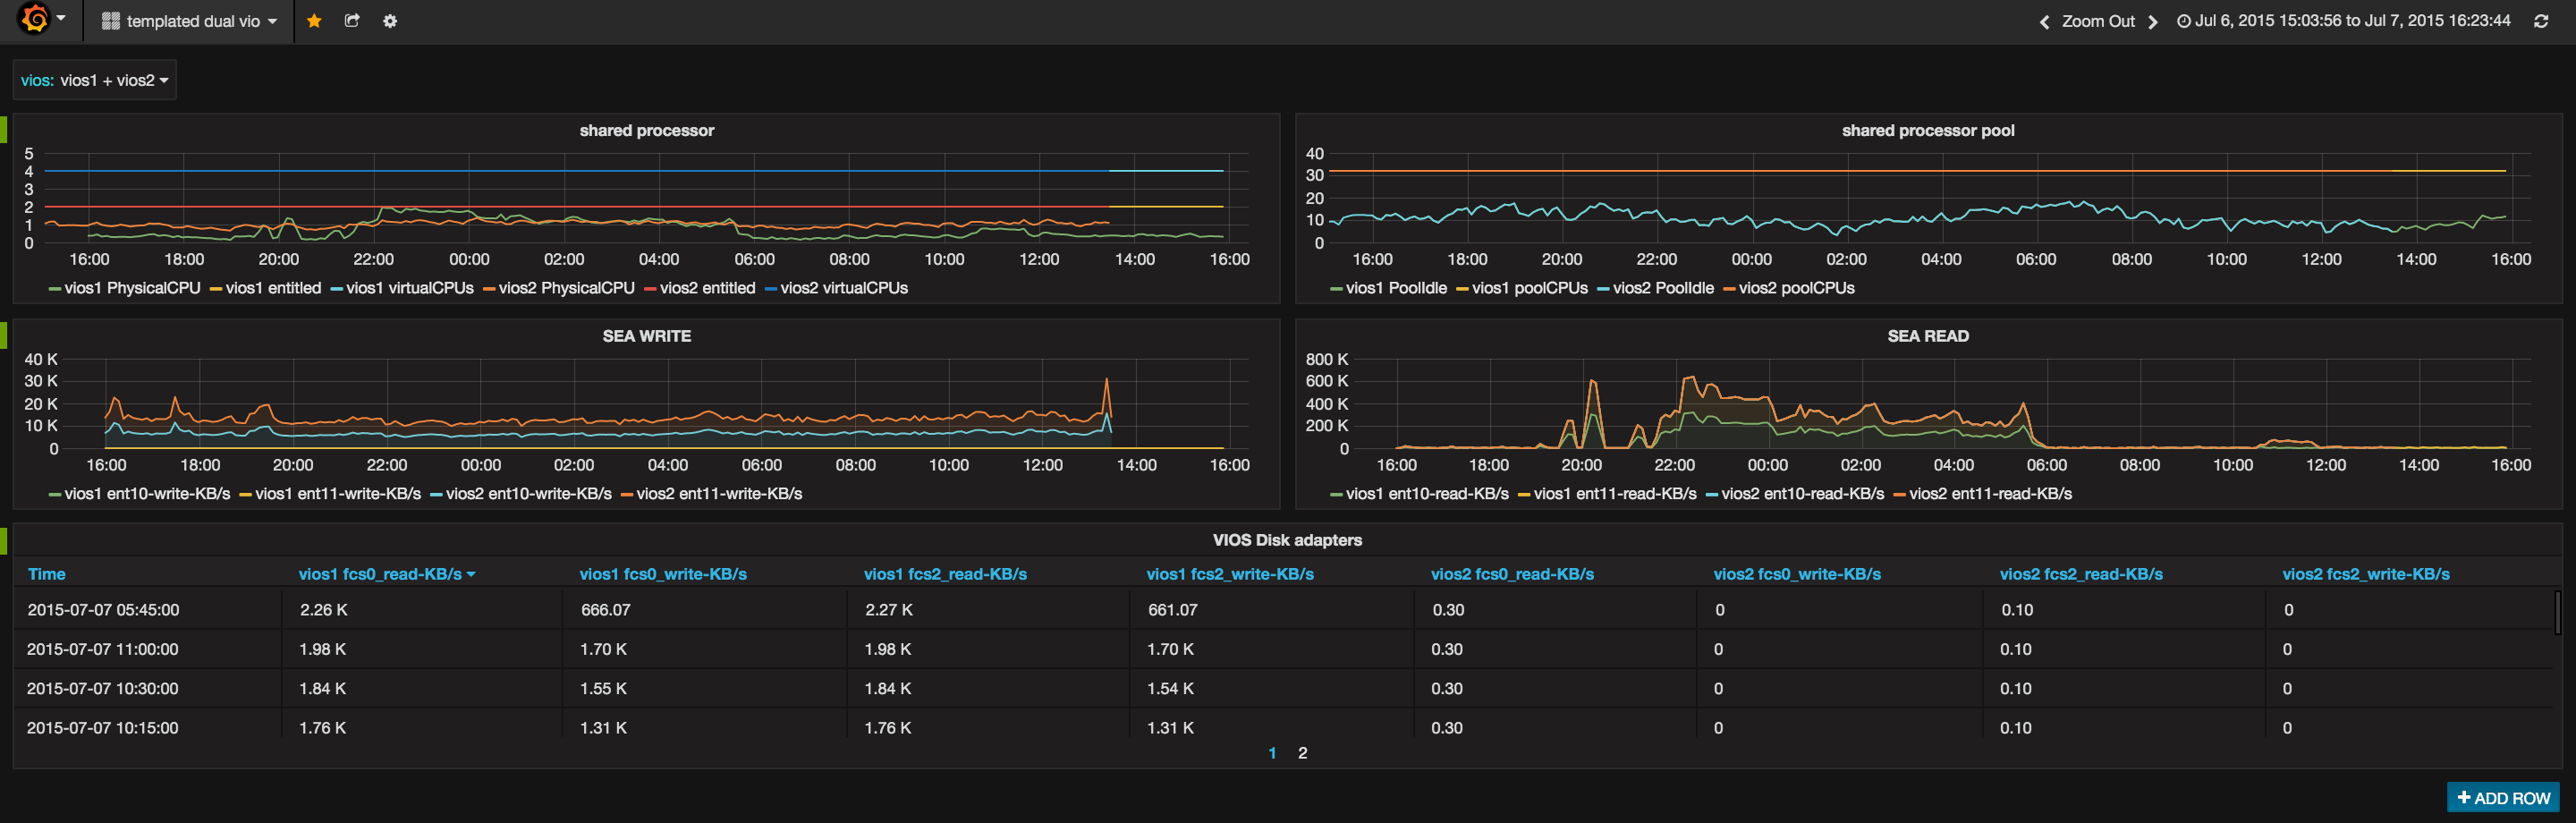 templated dual vio
Zoom Out Jul 6, 2015 15:03:56 to Jul 7, 2015 16:23:44
vios: vios1 + vios2
shared processor
5
4
3
2
1
0
16:00 18:00 20:00 22:00 00:00 02:00 04:00 06:00 08:00 10:00 12:00 14:00 16:00
vios1 PhysicalCPU vios1 entitled vios1 virtualCPUs vios2 PhysicalCPU vios2 entitled vios2 virtualCPUs
shared processor pool
40
30
20
10
0
16:00 18:00 20:00 22:00 00:00 02:00 04:00 06:00 08:00 10:00 12:00 14:00 16:00
vios1 PoolIdle vios1 poolCPUs vios2 PoolIdle vios2 poolCPUs
SEA WRITE
40 K
30 K
20 K
10 K
0
16:00 18:00 20:00 22:00 00:00 02:00 04:00 06:00 08:00 10:00 12:00 14:00 16:00
vios1 ent10-write-KB/s vios1 ent11-write-KB/s vios2 ent10-write-KB/s vios2 ent11-write-KB/s
SEA READ
800 K
600 K
400 K
200 K
0
16:00 18:00 20:00 22:00 00:00 02:00 04:00 06:00 08:00 10:00 12:00 14:00 16:00
vios1 ent10-read-KB/s vios1 ent11-read-KB/s vios2 ent10-read-KB/s vios2 ent11-read-KB/s
VIOS Disk adapters
Time vios1 fcs0_read-KB/s vios1 fcs0_write-KB/s vios1 fcs2_read-KB/s vios1 fcs2_write-KB/s vios2 fcs0_read-KB/s vios2 fcs0_write-KB/s vios2 fcs2_read-KB/s vios2 fcs2_write-KB/s
2015-07-07 05:45:00 2.26 K 666.07 2.27 K 661.07 0.30 0 0.10 0
2015-07-07 11:00:00 1.98 K 1.70 K 1.98 K 1.70 K 0.30 0 0.10 0
2015-07-07 10:30:00 1.84 K 1.55 K 1.84 K 1.54 K 0.30 0 0.10 0
2015-07-07 10:15:00 1.76 K 1.31 K 1.76 K 1.31 K 0.30 0 0.10 0
1 2
+ ADD ROW